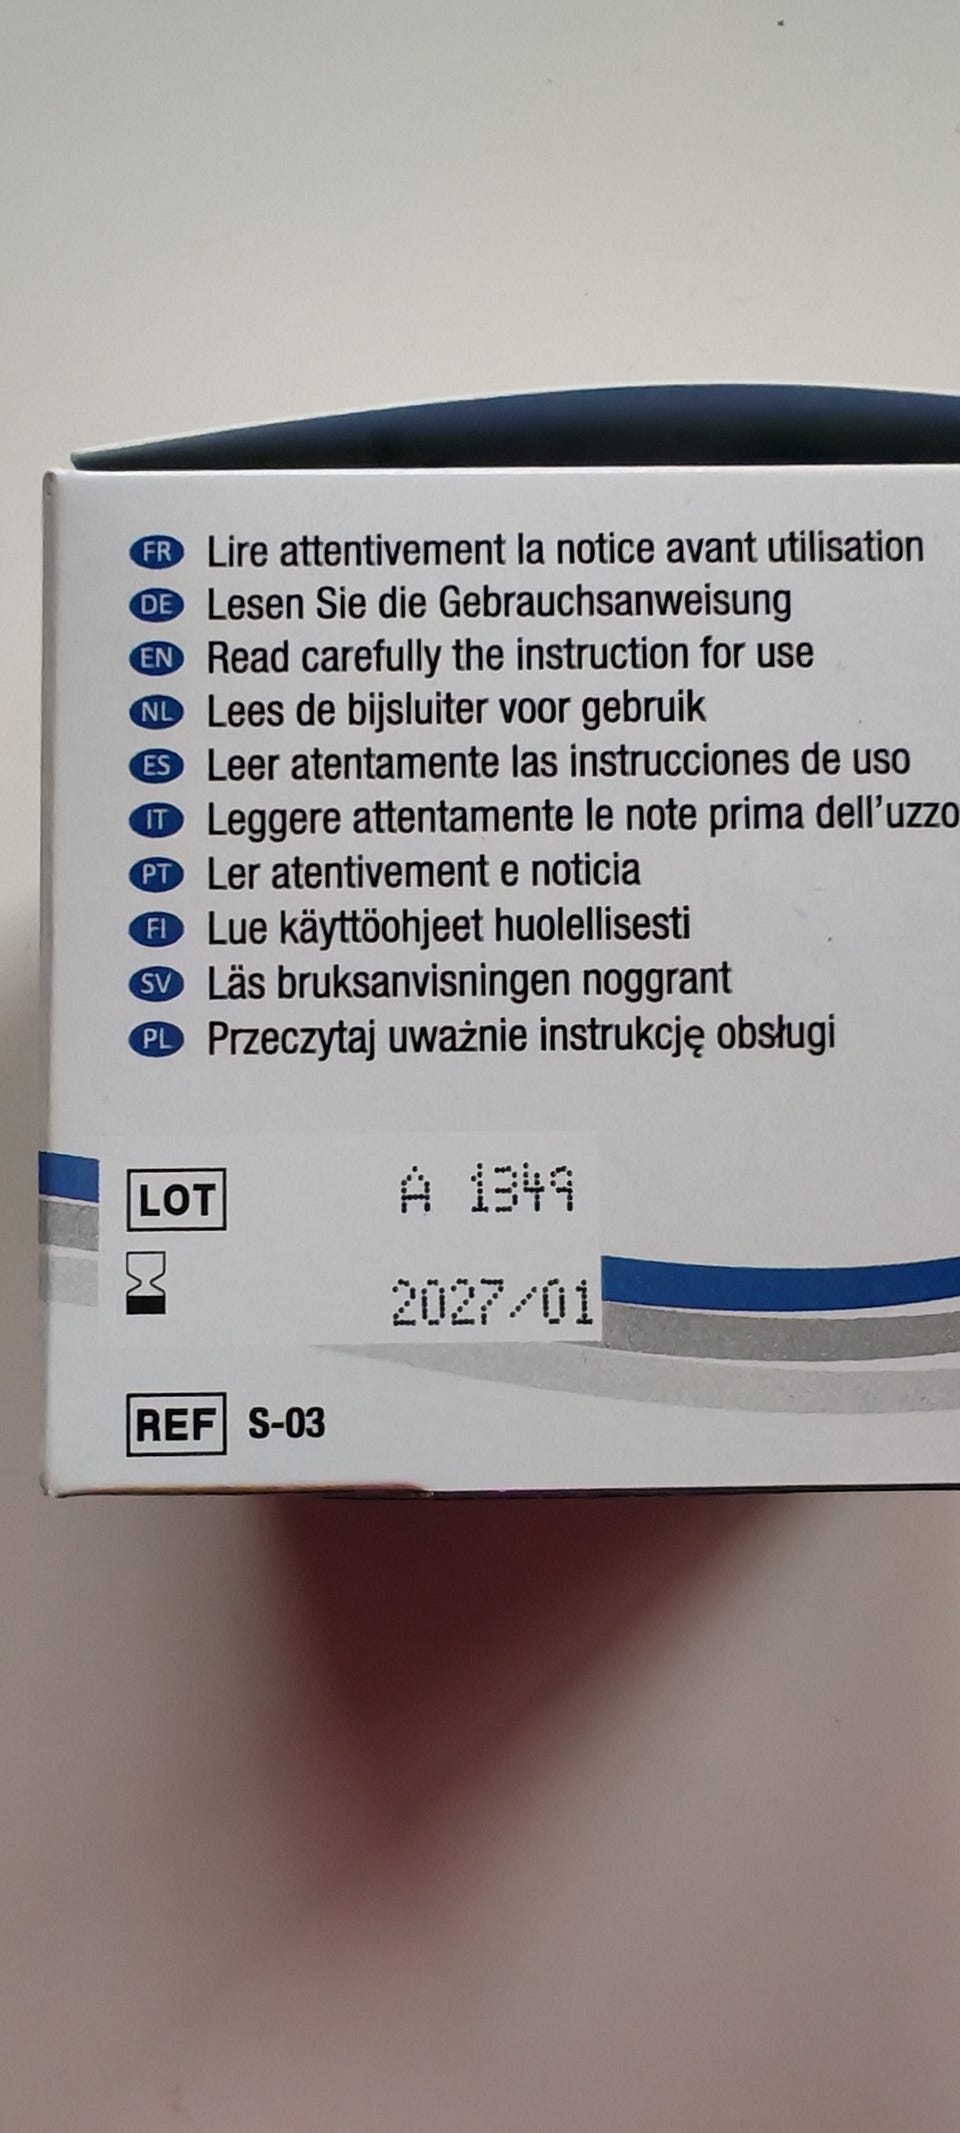 FR Lire attentivement la notice avant utilisation
DE Lesen Sie die Gebrauchsanweisung
EN Read carefully the instruction for use
NL Lees de bijsluiter voor gebruik
ES Leer atentamente las instrucciones de uso
IT Leggere attentamente le note prima dell'uzzo
PT Ler atentivement e noticia
FI Lue käyttöohjeet huolellisesti
SV Läs bruksanvisningen noggrant
PL Przeczytaj uważnie instrukcję obsługi
LOT A 1349
2027/01
REF S-03